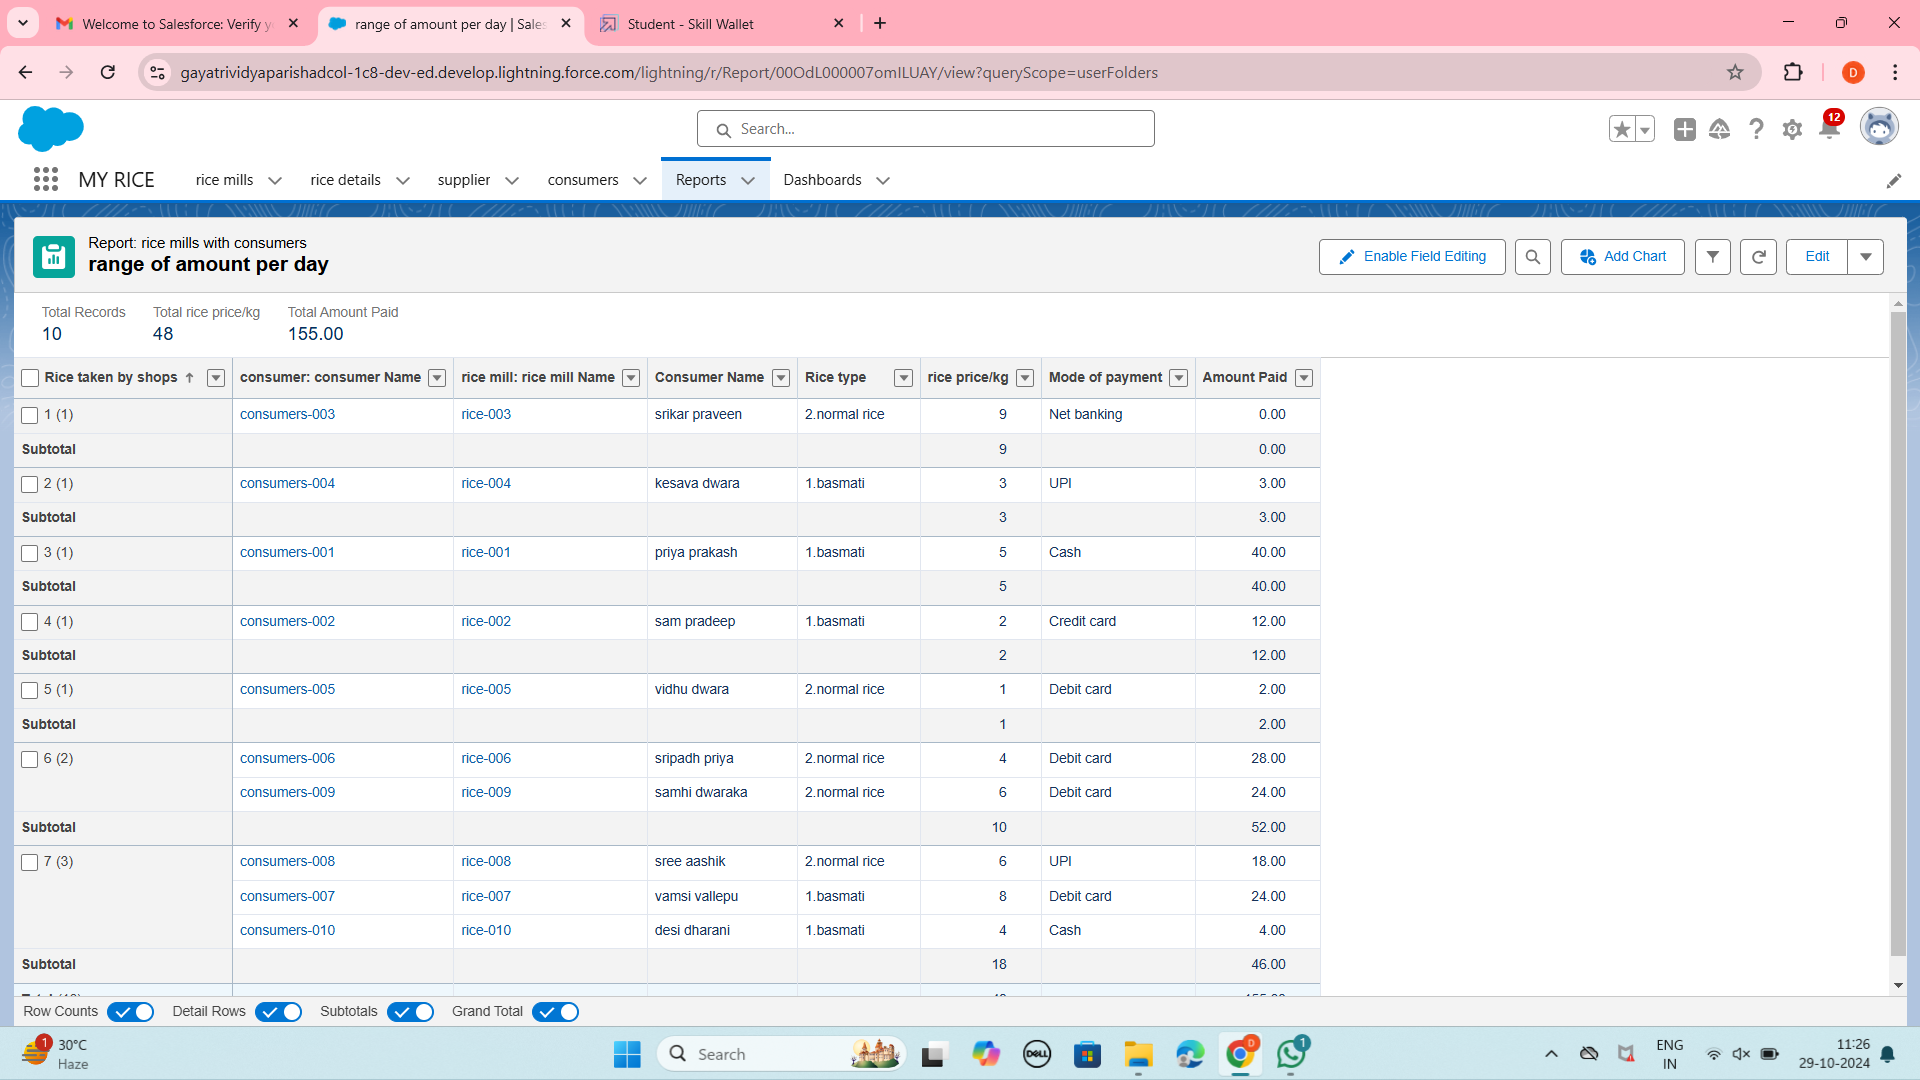 Welcome to Salesforce: Verify y
range of amount per day | Sales
Student - Skill Wallet
gayatrividyaparishadcol-1c8-dev-ed.develop.lightning.force.com/lightning/r/Report/00OdL000007omILUAY/view?queryScope=userFolders
D
Search...
12
MY RICE
rice mills
rice details
supplier
consumers
Reports
Dashboards
Report: rice mills with consumers
range of amount per day
Enable Field Editing
Add Chart
Edit
Total Records Total rice price/kg Total Amount Paid
10 48 155.00
Rice taken by shops ↑ consumer: consumer Name rice mill: rice mill Name Consumer Name Rice type rice price/kg Mode of payment Amount Paid
1 (1) consumers-003 rice-003 srikar praveen 2.normal rice 9 Net banking 0.00
Subtotal 9 0.00
2 (1) consumers-004 rice-004 kesava dwara 1.basmati 3 UPI 3.00
Subtotal 3 3.00
3 (1) consumers-001 rice-001 priya prakash 1.basmati 5 Cash 40.00
Subtotal 5 40.00
4 (1) consumers-002 rice-002 sam pradeep 1.basmati 2 Credit card 12.00
Subtotal 2 12.00
5 (1) consumers-005 rice-005 vidhu dwara 2.normal rice 1 Debit card 2.00
Subtotal 1 2.00
6 (2) consumers-006 rice-006 sripadh priya 2.normal rice 4 Debit card 28.00
consumers-009 rice-009 samhi dwaraka 2.normal rice 6 Debit card 24.00
Subtotal 10 52.00
7 (3) consumers-008 rice-008 sree aashik 2.normal rice 6 UPI 18.00
consumers-007 rice-007 vamsi vallepu 1.basmati 8 Debit card 24.00
consumers-010 rice-010 desi dharani 1.basmati 4 Cash 4.00
Subtotal 18 46.00
Row Counts Detail Rows Subtotals Grand Total
1
30°C
Haze
Search
DELL
D
1
ENG
IN
11:26
29-10-2024